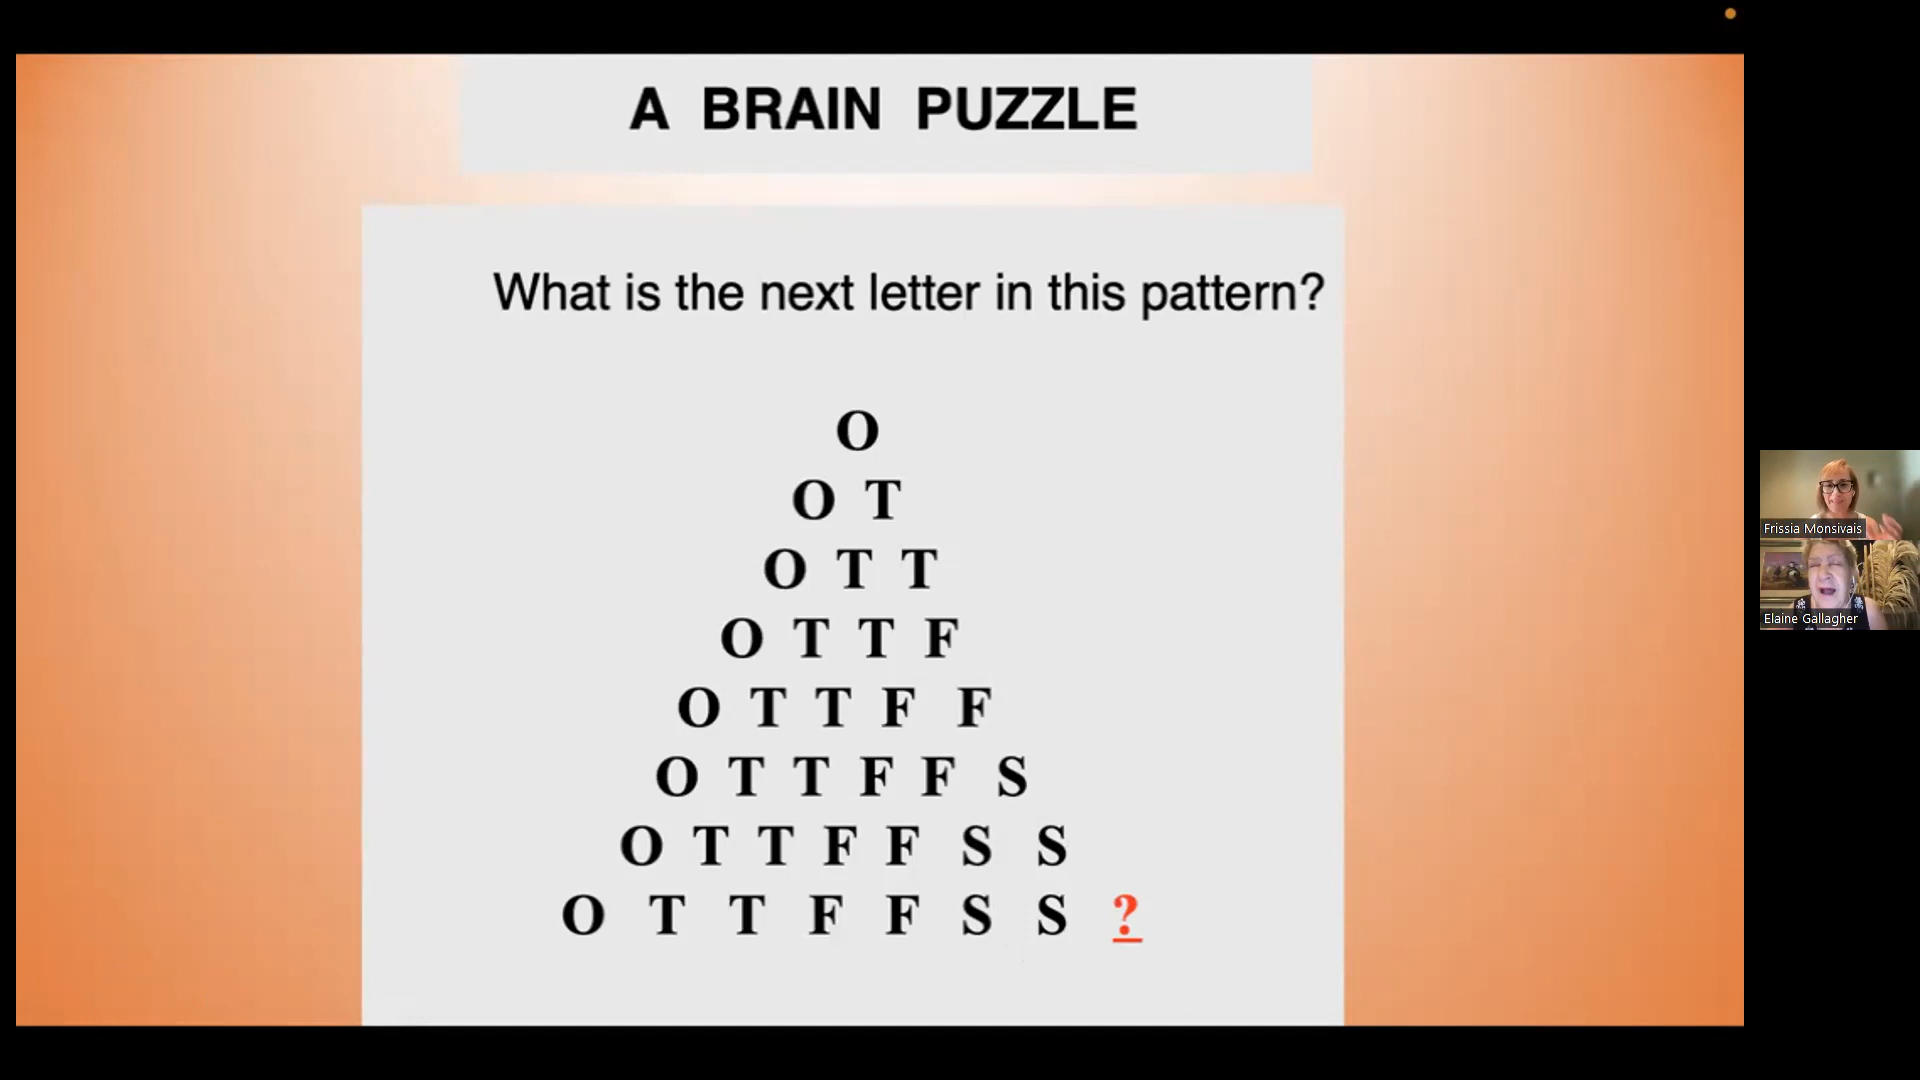 A BRAIN PUZZLE
What is the next letter in this pattern?
O
O T
O T T
O T T F
O T T F F
O T T F F S
O T T F F S S
O T T F F S S ?
Frissia Monsivais
Elaine Gallagher